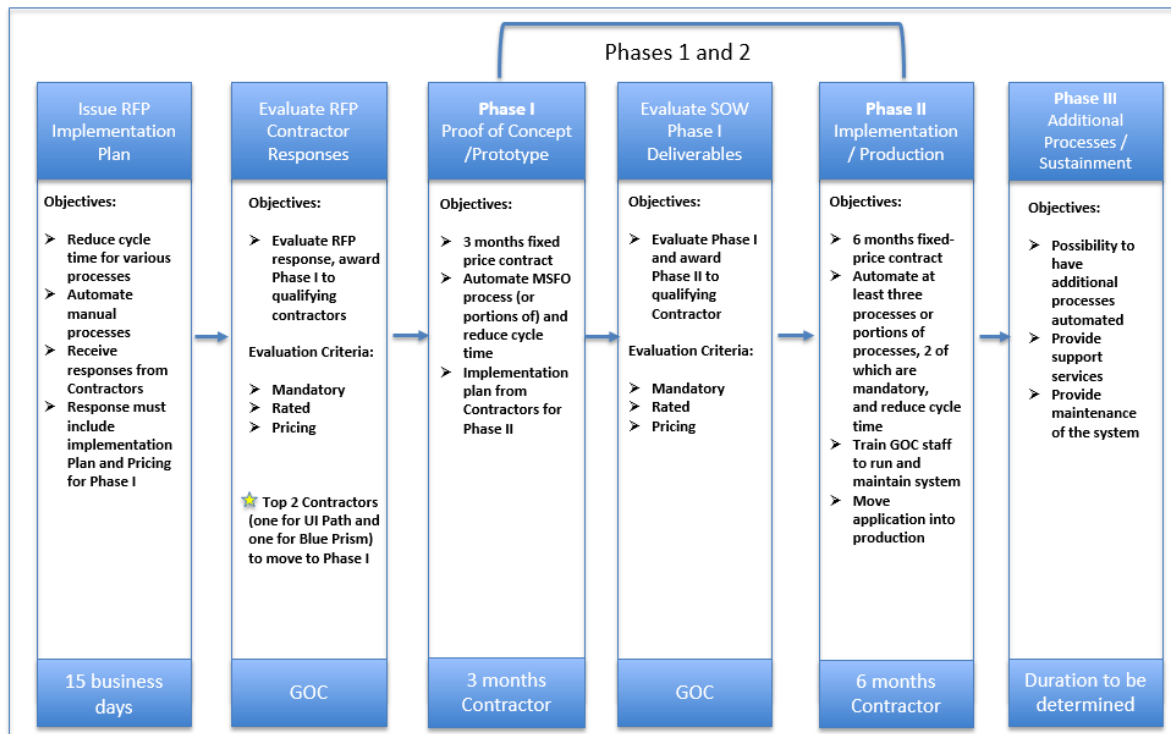 Phases 1 and 2
Issue RFP
Implementation
Plan
Objectives:
➢ Reduce cycle
time for various
processes
➢ Automate
manual
processes
➢ Receive
responses from
Contractors
➢ Response must
include
implementation
Plan and Pricing
for Phase I
15 business
days
Evaluate RFP
Contractor
Responses
Objectives:
➢ Evaluate RFP
response, award
Phase I to
qualifying
contractors
Evaluation Criteria:
➢ Mandatory
➢ Rated
➢ Pricing
Top 2 Contractors
(one for UI Path and
one for Blue Prism)
to move to Phase I
GOC
Phase I
Proof of Concept
/Prototype
Objectives:
➢ 3 months fixed
price contract
➢ Automate MSFO
process (or
portions of) and
reduce cycle
time
➢ Implementation
plan from
Contractors for
Phase II
3 months
Contractor
Evaluate SOW
Phase I
Deliverables
Objectives:
➢ Evaluate Phase I
and award
Phase II to
qualifying
Contractor
Evaluation Criteria:
➢ Mandatory
➢ Rated
➢ Pricing
GOC
Phase II
Implementation
/ Production
Objectives:
➢ 6 months fixed-
price contract
➢ Automate at
least three
processes or
portions of
processes, 2 of
which are
mandatory,
and reduce cycle
time
➢ Train GOC staff
to run and
maintain system
➢ Move
application into
production
6 months
Contractor
Phase III
Additional
Processes /
Sustainment
Objectives:
➢ Possibility to
have
additional
processes
automated
➢ Provide
support
services
➢ Provide
maintenance
of the system
Duration to be
determined